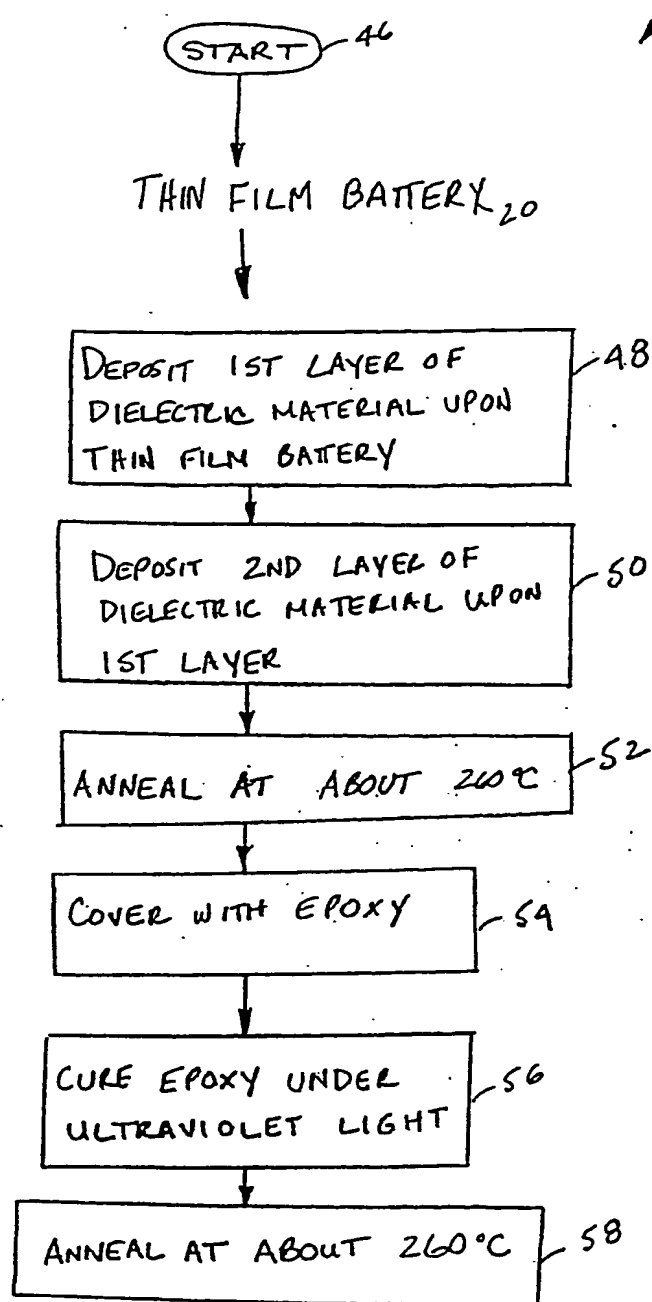 START 46
THIN FILM BATTERY 20
DEPOSIT 1ST LAYER OF 48
DIELECTRIC MATERIAL UPON
THIN FILM BATTERY
DEPOSIT 2ND LAYER OF 50
DIELECTRIC MATERIAL UPON
1ST LAYER
ANNEAL AT ABOUT 260°C 52
COVER WITH EPOXY 54
CURE EPOXY UNDER 56
ULTRAVIOLET LIGHT
ANNEAL AT ABOUT 260°C 58